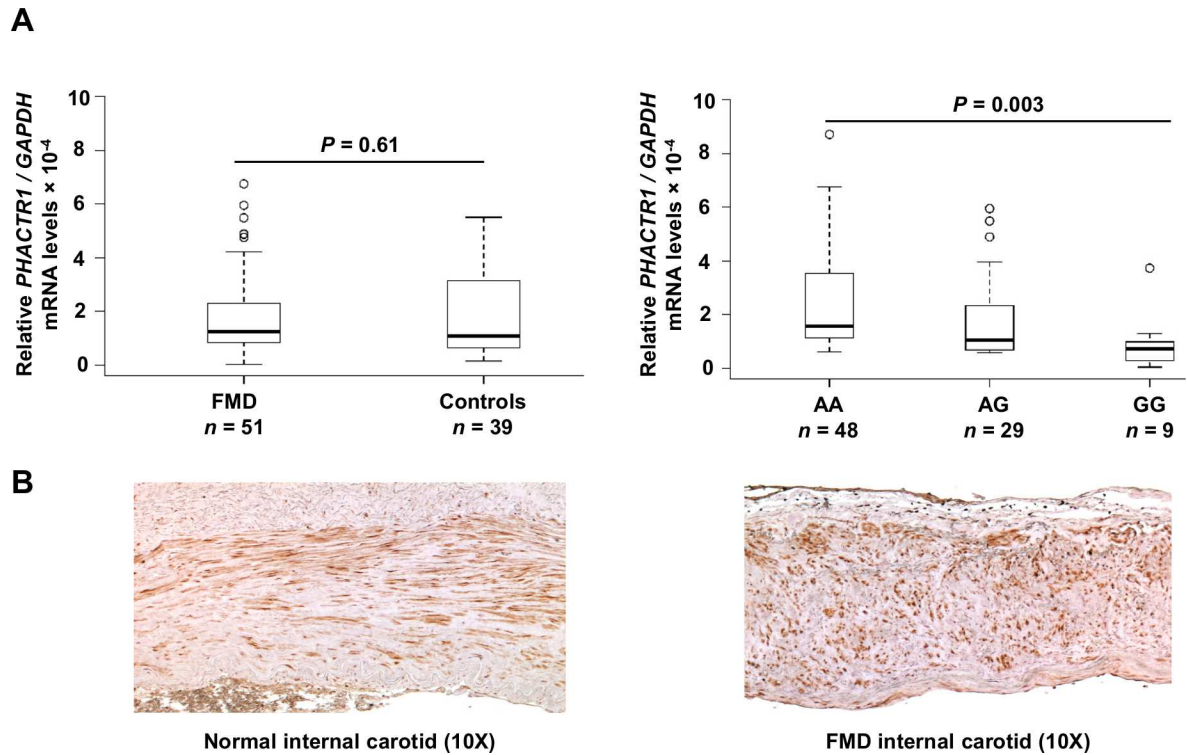 A
Relative PHACTR1 / GAPDH
mRNA levels × 10-4
10
8
6
4
2
0
P = 0.61
FMD
n = 51
Controls
n = 39
Relative PHACTR1 / GAPDH
mRNA levels × 10-4
10
8
6
4
2
0
P = 0.003
AA
n = 48
AG
n = 29
GG
n = 9
B
Normal internal carotid (10X)
FMD internal carotid (10X)